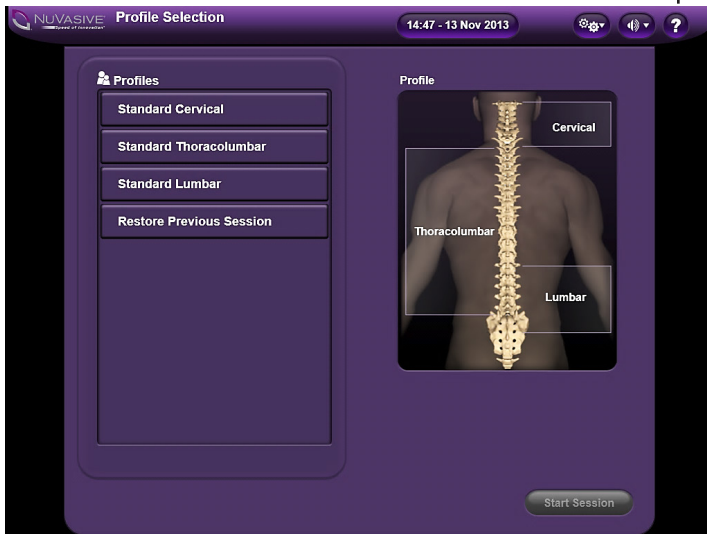 NUVASIVE
Speed of Innovation
Profile Selection
14:47 - 13 Nov 2013
?
Profiles
Standard Cervical
Standard Thoracolumbar
Standard Lumbar
Restore Previous Session
Profile
Cervical
Thoracolumbar
Lumbar
Start Session